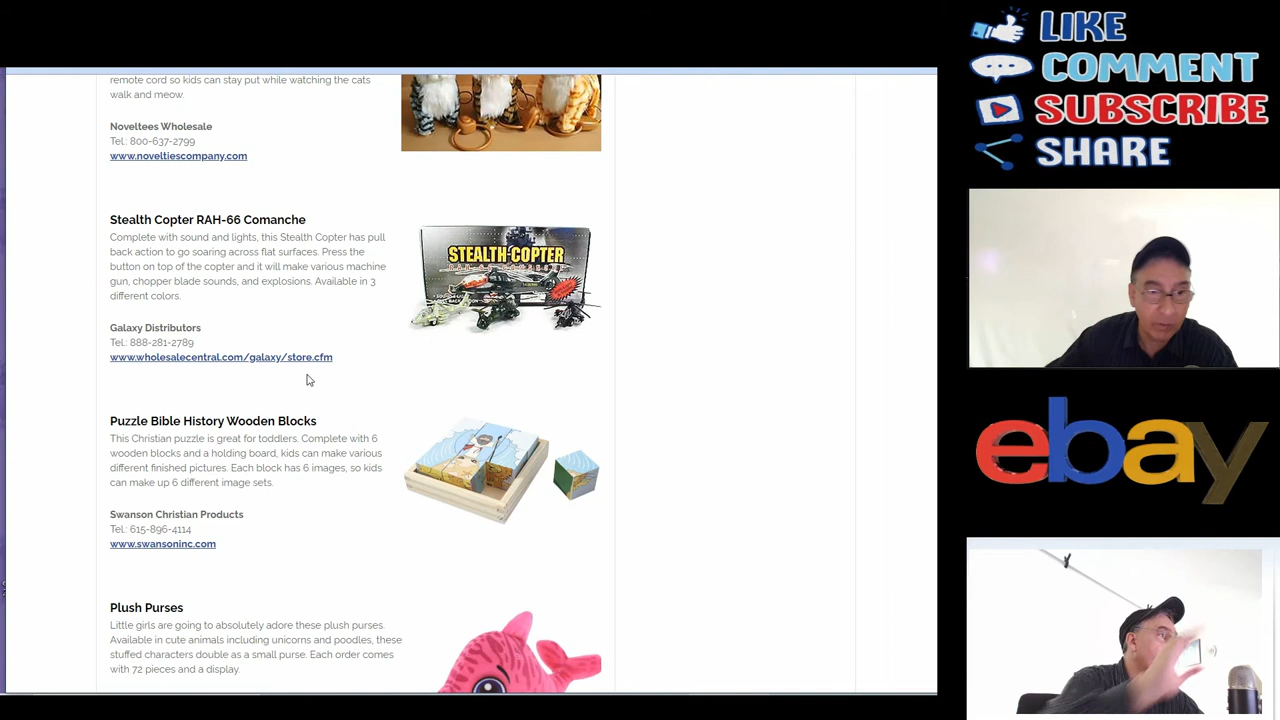 remote cord so kids can stay put while watching the cats
walk and meow.
Noveltees Wholesale
Tel.: 800-637-2799
www.noveltiescompany.com
Stealth Copter RAH-66 Comanche
Complete with sound and lights, this Stealth Copter has pull
back action to go soaring across flat surfaces. Press the
button on top of the copter and it will make various machine
gun, chopper blade sounds, and explosions. Available in 3
different colors.
Galaxy Distributors
Tel.: 888-281-2789
www.wholesalecentral.com/galaxy/store.cfm
STEALTH-COPTER
Puzzle Bible History Wooden Blocks
This Christian puzzle is great for toddlers. Complete with 6
wooden blocks and a holding board, kids can make various
different finished pictures. Each block has 6 images, so kids
can make up 6 different image sets.
Swanson Christian Products
Tel.: 615-896-4114
www.swansoninc.com
Plush Purses
Little girls are going to absolutely adore these plush purses.
Available in cute animals including unicorns and poodles, these
stuffed characters double as a small purse. Each order comes
with 72 pieces and a display.
LIKE
COMMENT
SUBSCRIBE
SHARE
ebay